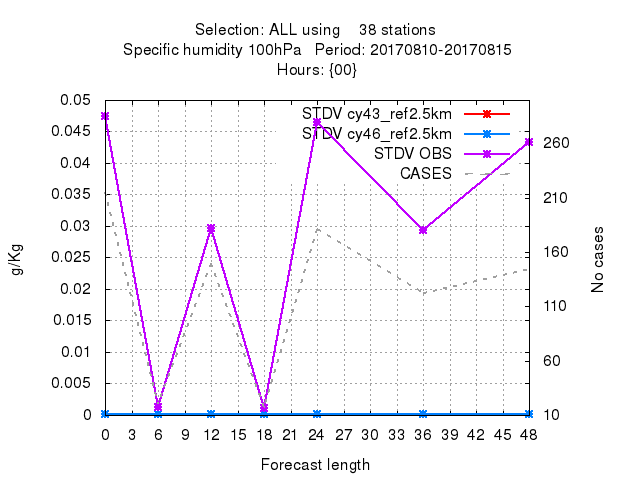 Selection: ALL using    38 stations
Specific humidity 100hPa   Period: 20170810-20170815
Hours: {00}
STDV cy43_ref2.5km
STDV cy46_ref2.5km
STDV OBS
CASES
0.05
0.045
0.04
0.035
0.03
0.025
0.02
0.015
0.01
0.005
0
g/Kg
260
210
160
110
60
10
No cases
0 3 6 9 12 15 18 21 24 27 30 33 36 39 42 45 48
Forecast length